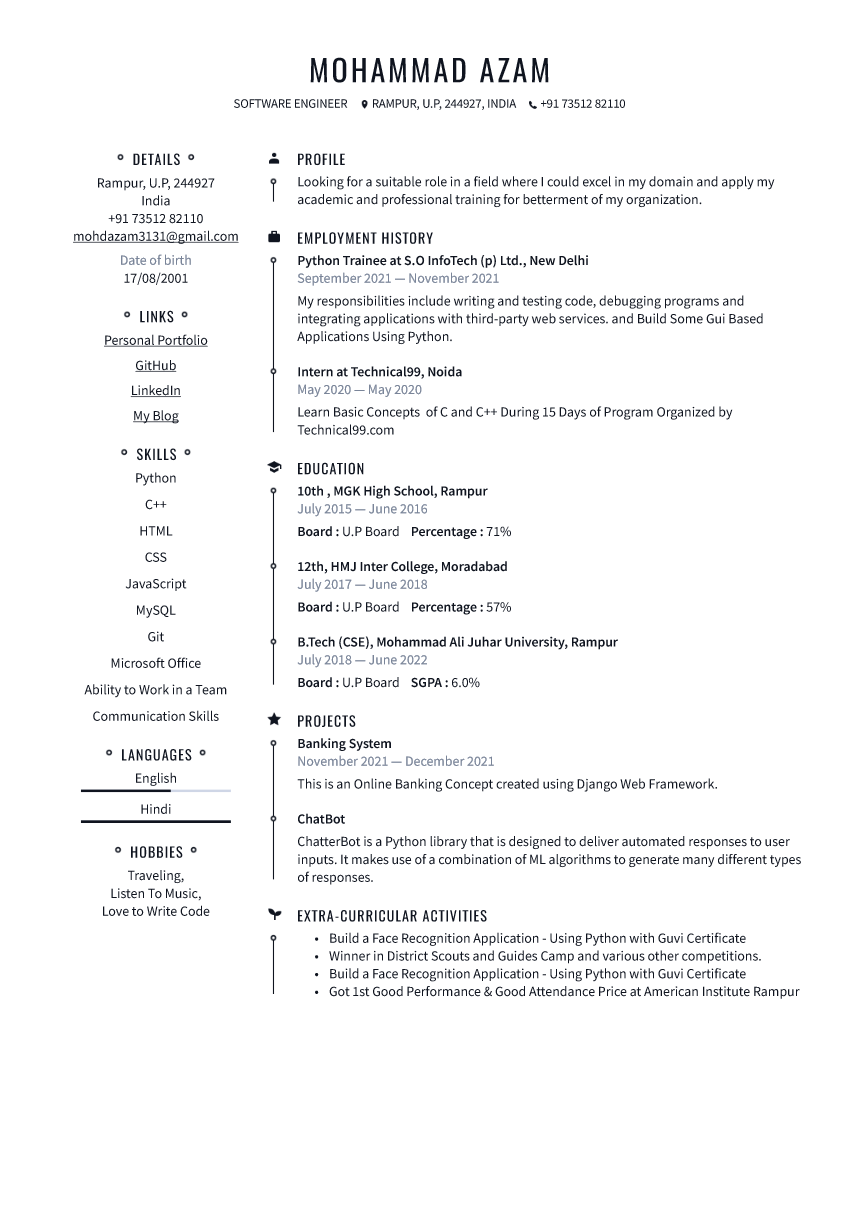 MOHAMMAD AZAM
SOFTWARE ENGINEER RAMPUR, U.P, 244927, INDIA +91 73512 82110
DETAILS
Rampur, U.P, 244927
India
+91 73512 82110
mohdazam3131@gmail.com
Date of birth
17/08/2001
LINKS
Personal Portfolio
GitHub
LinkedIn
My Blog
SKILLS
Python
C++
HTML
CSS
JavaScript
MySQL
Git
Microsoft Office
Ability to Work in a Team
Communication Skills
LANGUAGES
English
Hindi
HOBBIES
Traveling,
Listen To Music,
Love to Write Code
PROFILE
Looking for a suitable role in a field where I could excel in my domain and apply my
academic and professional training for betterment of my organization.
EMPLOYMENT HISTORY
Python Trainee at S.O InfoTech (p) Ltd., New Delhi
September 2021 — November 2021
My responsibilities include writing and testing code, debugging programs and
integrating applications with third-party web services. and Build Some Gui Based
Applications Using Python.
Intern at Technical99, Noida
May 2020 — May 2020
Learn Basic Concepts of C and C++ During 15 Days of Program Organized by
Technical99.com
EDUCATION
10th , MGK High School, Rampur
July 2015 — June 2016
Board : U.P Board Percentage : 71%
12th, HMJ Inter College, Moradabad
July 2017 — June 2018
Board : U.P Board Percentage : 57%
B.Tech (CSE), Mohammad Ali Juhar University, Rampur
July 2018 — June 2022
Board : U.P Board SGPA : 6.0%
PROJECTS
Banking System
November 2021 — December 2021
This is an Online Banking Concept created using Django Web Framework.
ChatBot
ChatterBot is a Python library that is designed to deliver automated responses to user
inputs. It makes use of a combination of ML algorithms to generate many different types
of responses.
EXTRA-CURRICULAR ACTIVITIES
• Build a Face Recognition Application - Using Python with Guvi Certificate
• Winner in District Scouts and Guides Camp and various other competitions.
• Build a Face Recognition Application - Using Python with Guvi Certificate
• Got 1st Good Performance & Good Attendance Price at American Institute Rampur